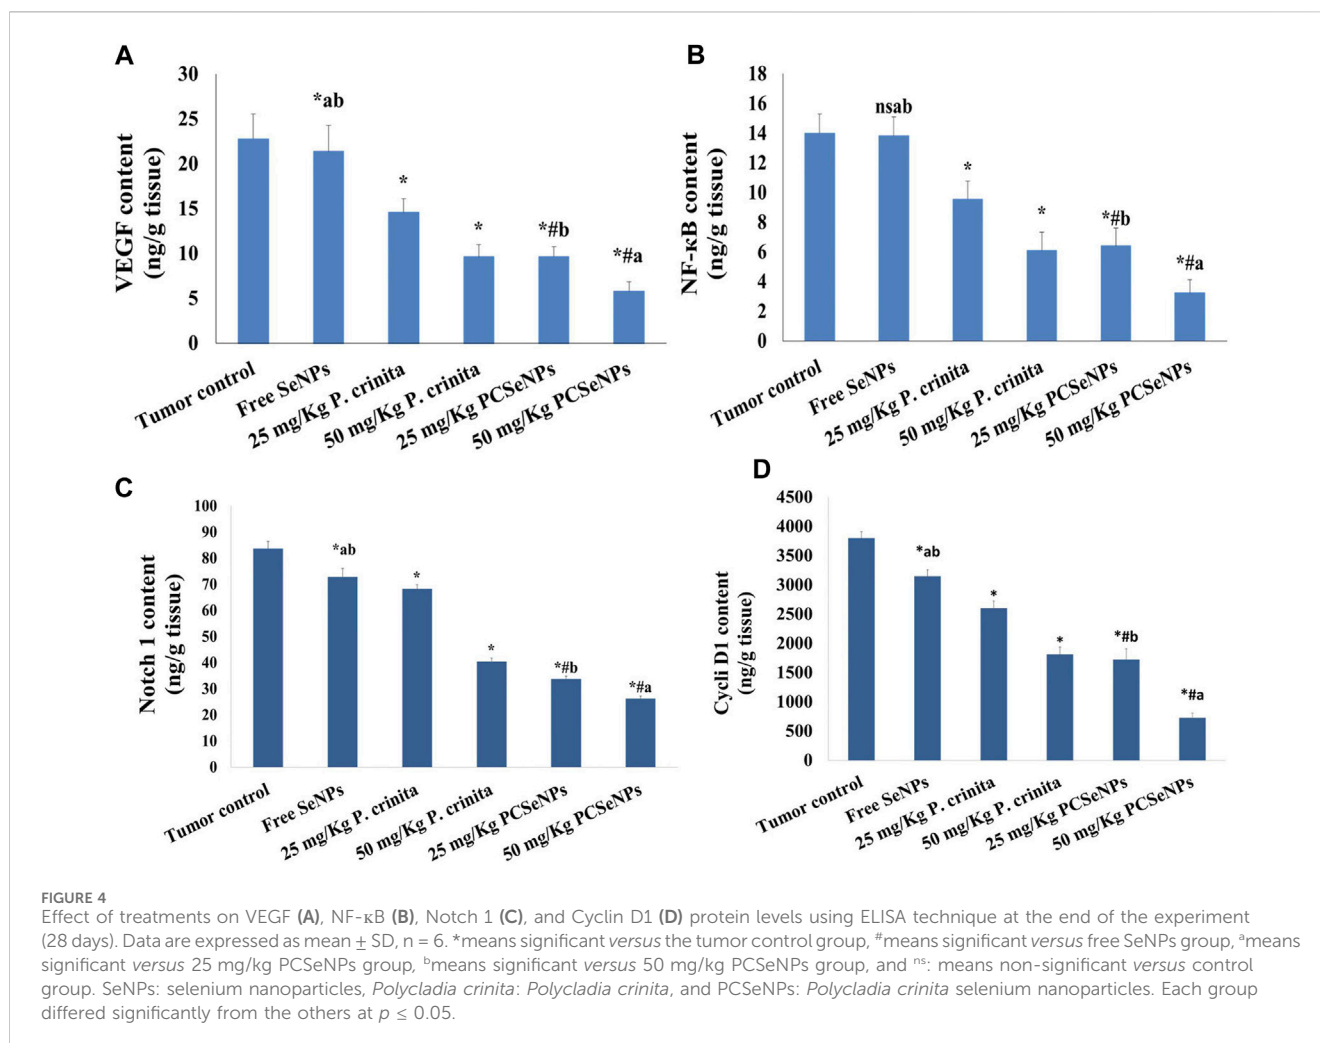 A
30
25
20
15
10
5
0
VEGF content
(ng/g tissue)
*ab
*
*
*#b
*#a
Tumor control
Free SeNPs
25 mg/Kg P. crinita
50 mg/Kg P. crinita
25 mg/Kg PCSeNPs
50 mg/Kg PCSeNPs
B
18
16
14
12
10
8
6
4
2
0
NF-κB content
(ng/g tissue)
nsab
*
*
*#b
*#a
Tumor control
Free SeNPs
25 mg/Kg P. crinita
50 mg/Kg P. crinita
25 mg/Kg PCSeNPs
50 mg/Kg PCSeNPs
C
100
90
80
70
60
50
40
30
20
10
0
Notch 1 content
(ng/g tissue)
*ab
*
*
*#b
*#a
Tumor control
Free SeNPs
25 mg/Kg P. crinita
50 mg/Kg P. crinita
25 mg/Kg PCSeNPs
50 mg/Kg PCSeNPs
D
4500
4000
3500
3000
2500
2000
1500
1000
500
0
Cycli D1 content
(ng/g tissue)
*ab
*
*
*#b
*#a
Tumor control
Free SeNPs
25 mg/Kg P. crinita
50 mg/Kg P. crinita
25 mg/Kg PCSeNPs
50 mg/Kg PCSeNPs
FIGURE 4
Effect of treatments on VEGF (A), NF-κB (B), Notch 1 (C), and Cyclin D1 (D) protein levels using ELISA technique at the end of the experiment
(28 days). Data are expressed as mean ± SD, n = 6. *means significant versus the tumor control group, #means significant versus free SeNPs group, ameans
significant versus 25 mg/kg PCSeNPs group, bmeans significant versus 50 mg/kg PCSeNPs group, and ns: means non-significant versus control
group. SeNPs: selenium nanoparticles, Polycladia crinita: Polycladia crinita, and PCSeNPs: Polycladia crinita selenium nanoparticles. Each group
differed significantly from the others at p ≤ 0.05.